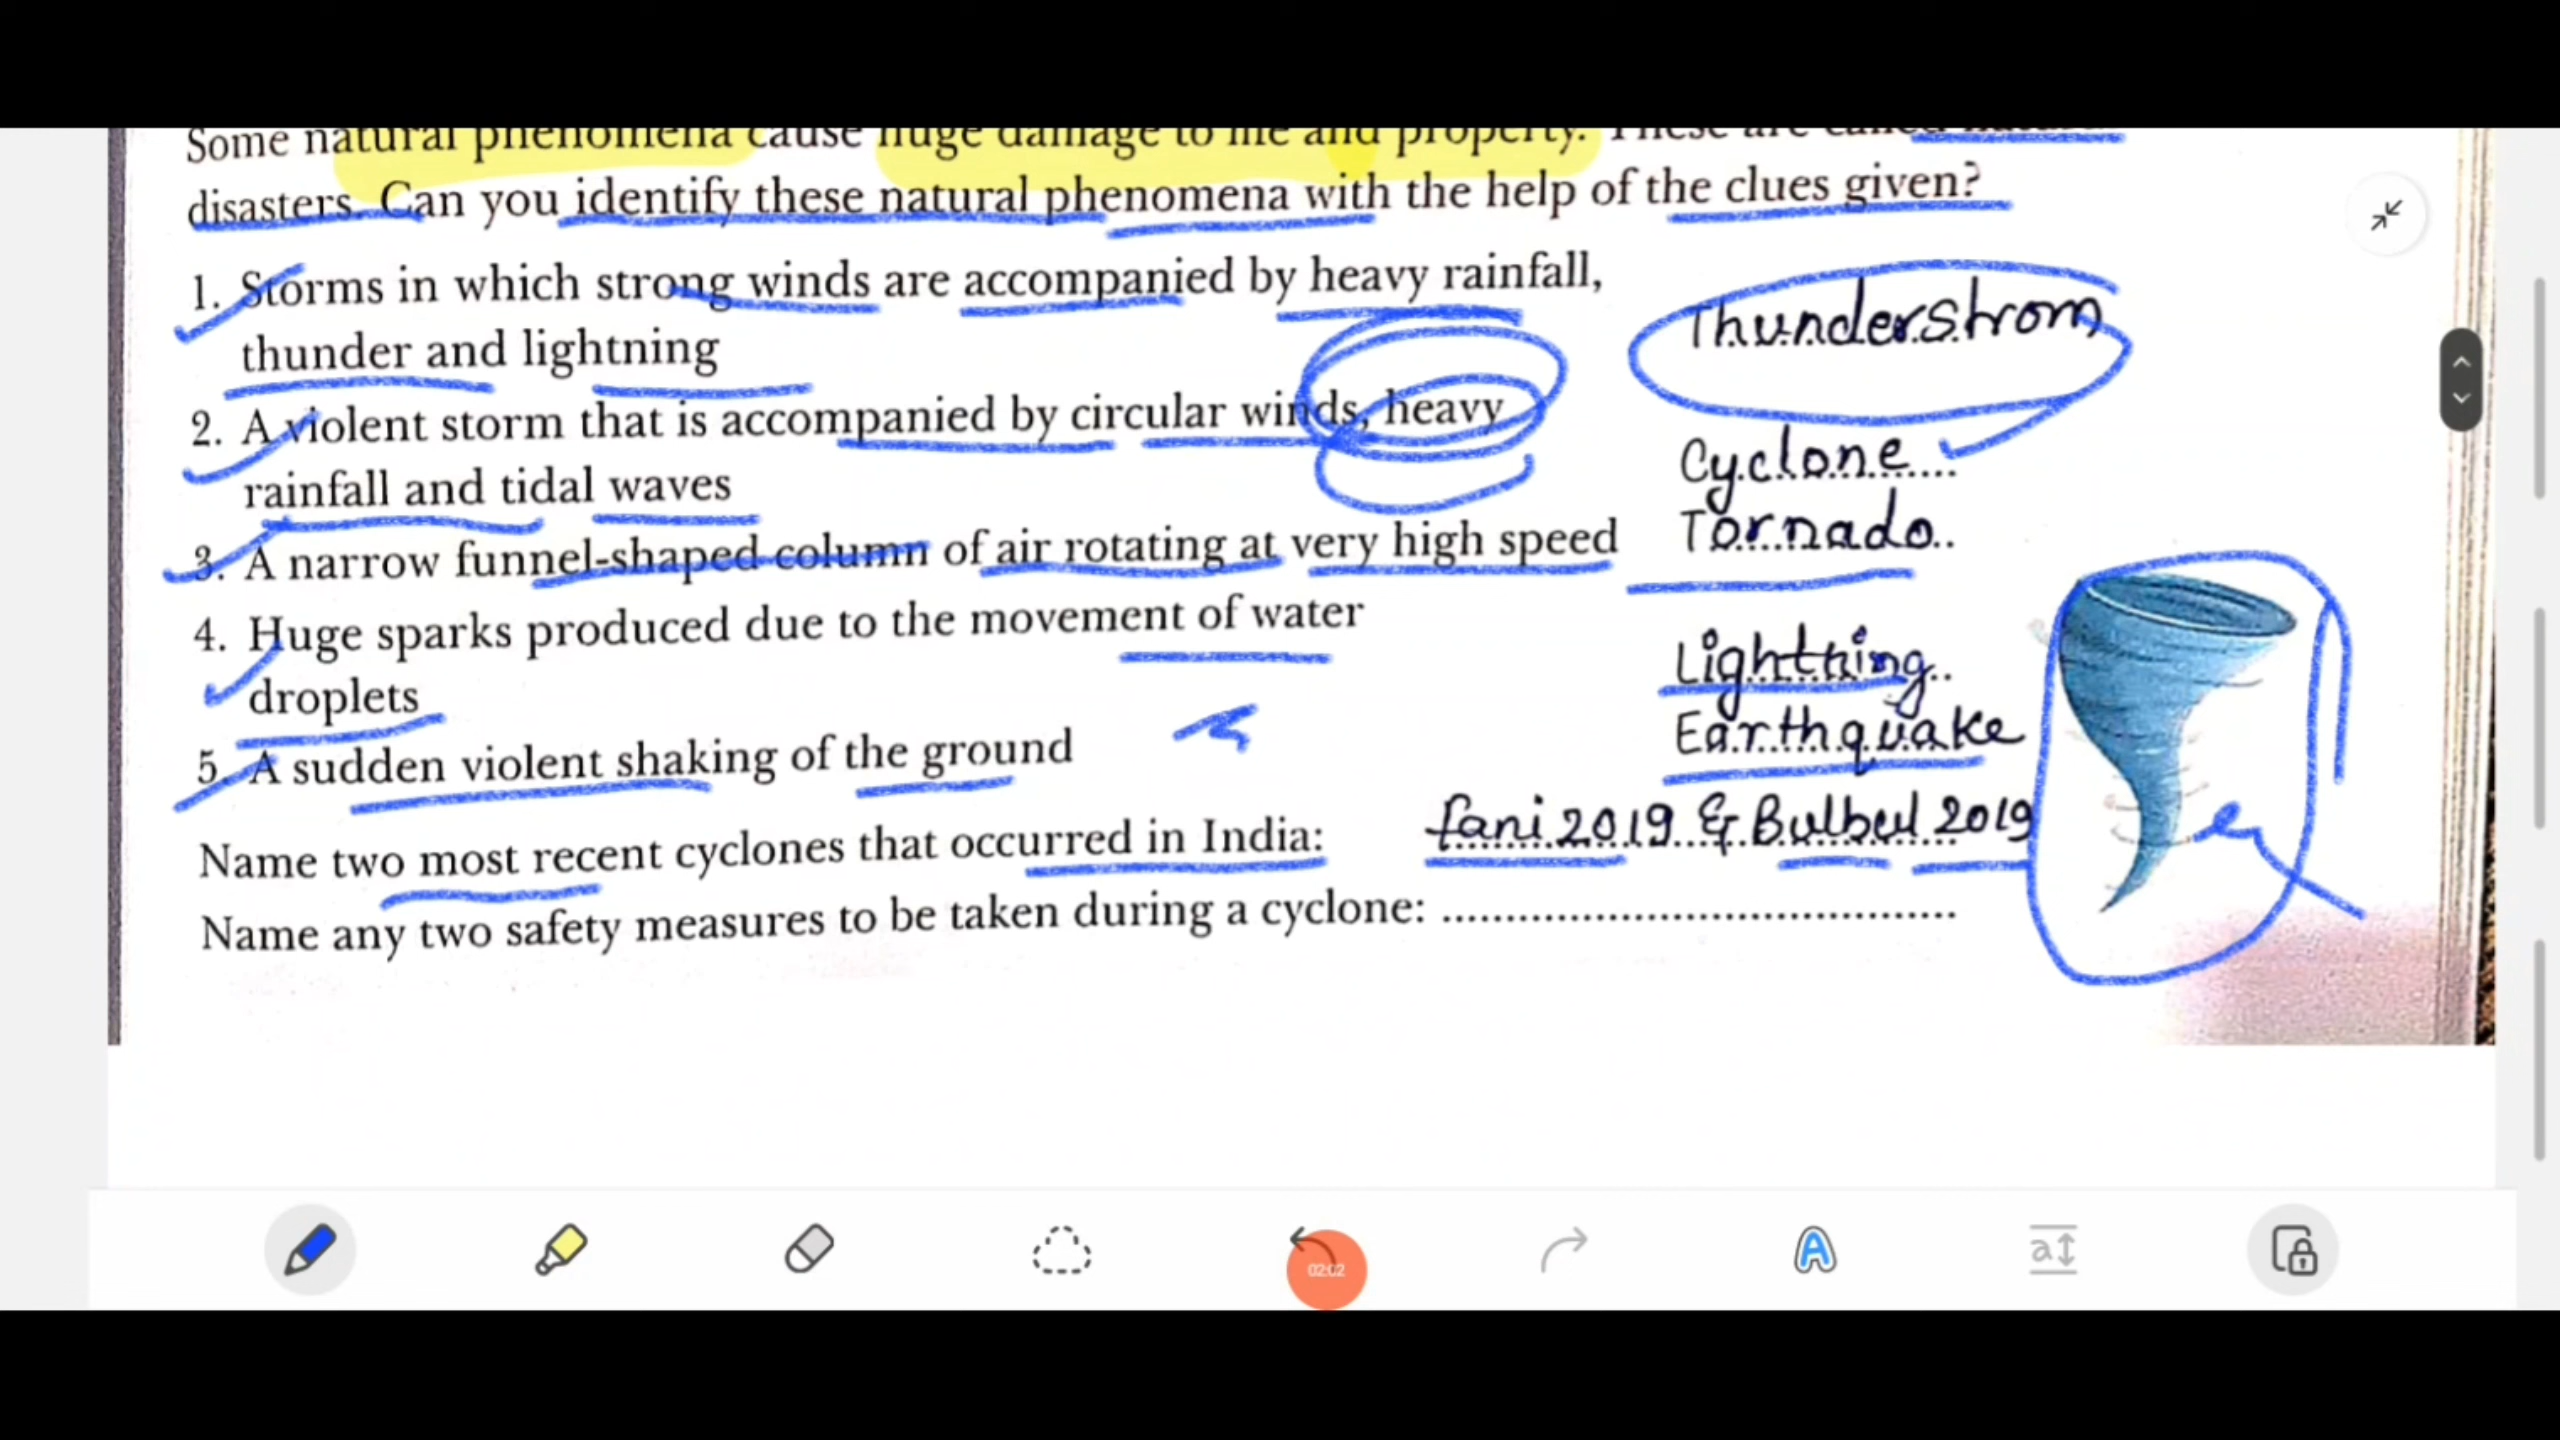 Some natural phenomena cause huge damage to life and property. These are called
disasters. Can you identify these natural phenomena with the help of the clues given?
1. Storms in which strong winds are accompanied by heavy rainfall,
thunder and lightning
Thunderstrom
2. A violent storm that is accompanied by circular winds, heavy
rainfall and tidal waves
Cyclone
3. A narrow funnel-shaped column of air rotating at very high speed Tornado
4. Huge sparks produced due to the movement of water
droplets
Lightning
5. A sudden violent shaking of the ground Earthquake
Name two most recent cyclones that occurred in India: fani 2019 & Bulbul 2019
Name any two safety measures to be taken during a cyclone:
02:02
A
a